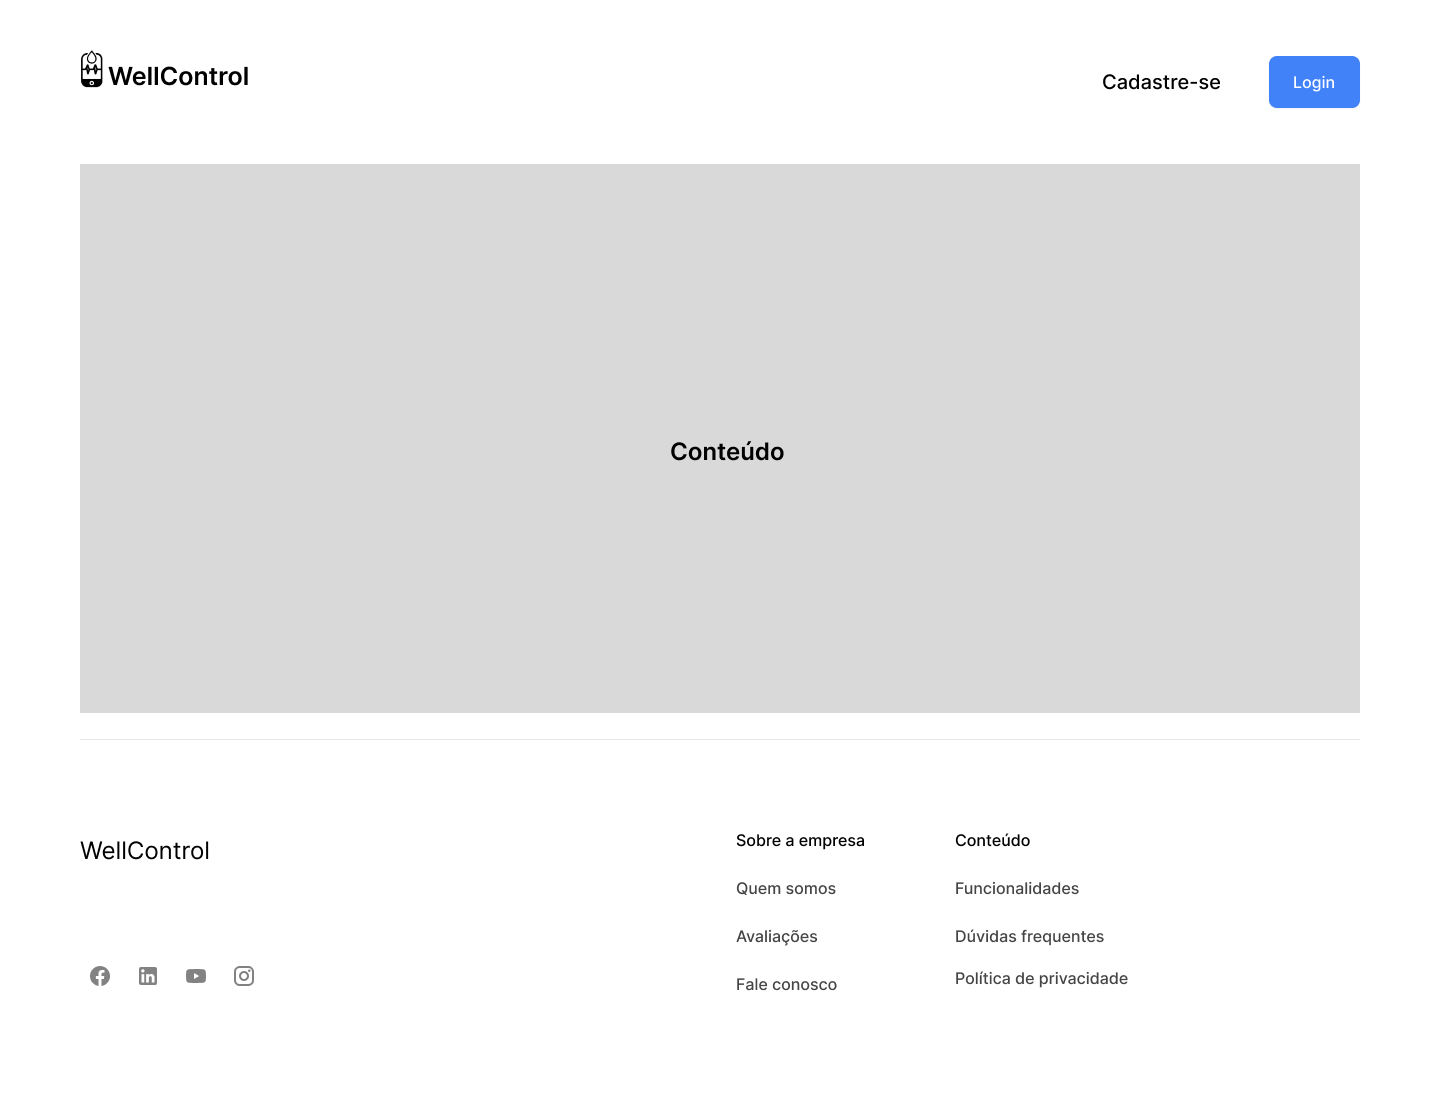 WellControl
Cadastre-se
Login
Conteúdo
WellControl
Sobre a empresa
Quem somos
Avaliações
Fale conosco
Conteúdo
Funcionalidades
Dúvidas frequentes
Política de privacidade